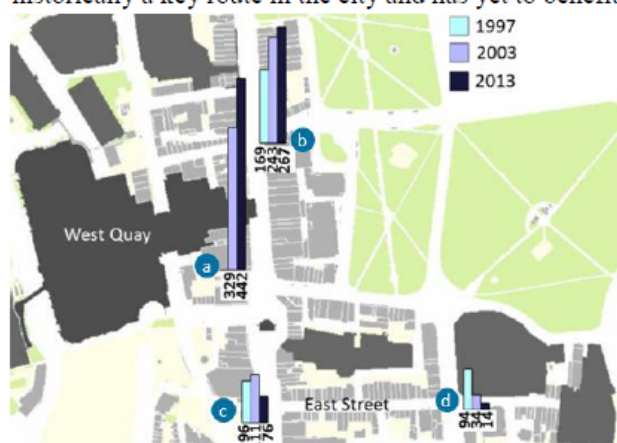 historically a key route in the city and has yet to benefit
1997
2003
2013
169
243
267
b
West Quay
a
329
442
96
76
c
East Street
d
94
34
14